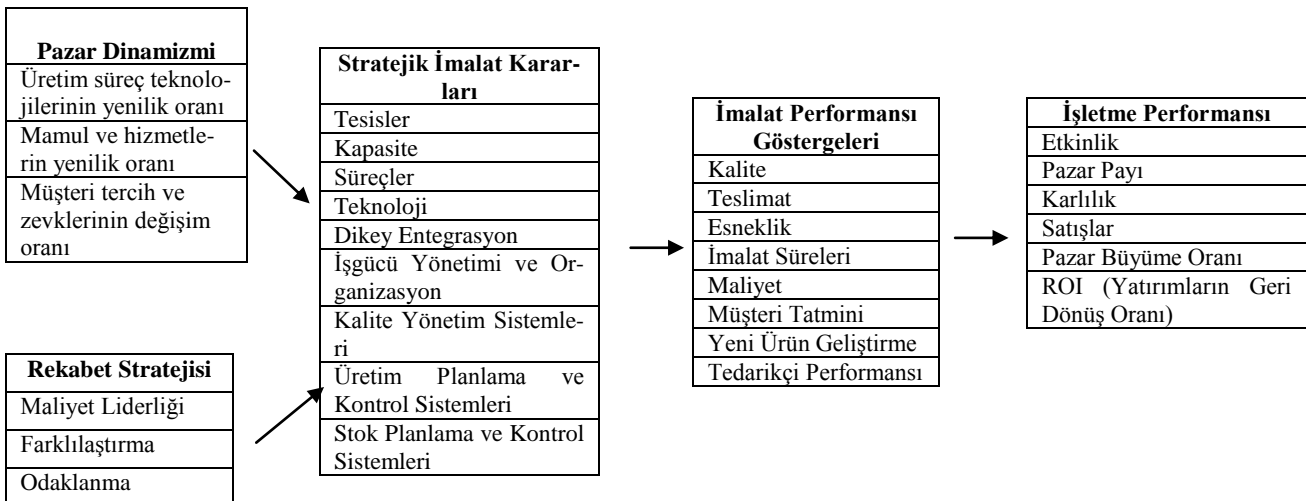 Pazar Dinamizmi
Üretim süreç teknolo-
jilerinin yenilik oranı
Mamul ve hizmetle-
rin yenilik oranı
Müşteri tercih ve
zevklerinin değişim
oranı
Rekabet Stratejisi
Maliyet Liderliği
Farklılaştırma
Odaklanma
Stratejik İmalat Karar-
ları
Tesisler
Kapasite
Süreçler
Teknoloji
Dikey Entegrasyon
İşgücü Yönetimi ve Or-
ganizasyon
Kalite Yönetim Sistemle-
ri
Üretim Planlama ve
Kontrol Sistemleri
Stok Planlama ve Kontrol
Sistemleri
İmalat Performansı
Göstergeleri
Kalite
Teslimat
Esneklik
İmalat Süreleri
Maliyet
Müşteri Tatmini
Yeni Ürün Geliştirme
Tedarikçi Performansı
İşletme Performansı
Etkinlik
Pazar Payı
Karlılık
Satışlar
Pazar Büyüme Oranı
ROI (Yatırımların Geri
Dönüş Oranı)